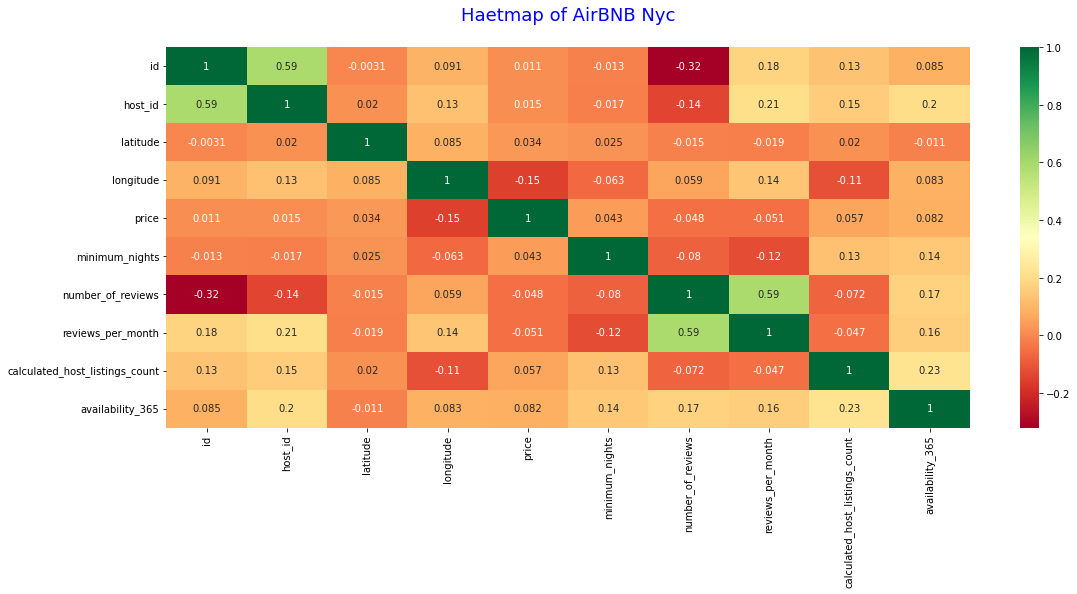 Haetmap of AirBNB Nyc
id 1 0.59 -0.0031 0.091 0.011 -0.013 -0.32 0.18 0.13 0.085
host_id 0.59 1 0.02 0.13 0.015 -0.017 -0.14 0.21 0.15 0.2
latitude -0.0031 0.02 1 0.085 0.034 0.025 -0.015 -0.019 0.02 -0.011
longitude 0.091 0.13 0.085 1 -0.15 -0.063 0.059 0.14 -0.11 0.083
price 0.011 0.015 0.034 -0.15 1 0.043 -0.048 -0.051 0.057 0.082
minimum_nights -0.013 -0.017 0.025 -0.063 0.043 1 -0.08 -0.12 0.13 0.14
number_of_reviews -0.32 -0.14 -0.015 0.059 -0.048 -0.08 1 0.59 -0.072 0.17
reviews_per_month 0.18 0.21 -0.019 0.14 -0.051 -0.12 0.59 1 -0.047 0.16
calculated_host_listings_count 0.13 0.15 0.02 -0.11 0.057 0.13 -0.072 -0.047 1 0.23
availability_365 0.085 0.2 -0.011 0.083 0.082 0.14 0.17 0.16 0.23 1
id
host_id
latitude
longitude
price
minimum_nights
number_of_reviews
reviews_per_month
calculated_host_listings_count
availability_365
1.0
0.8
0.6
0.4
0.2
0.0
−0.2